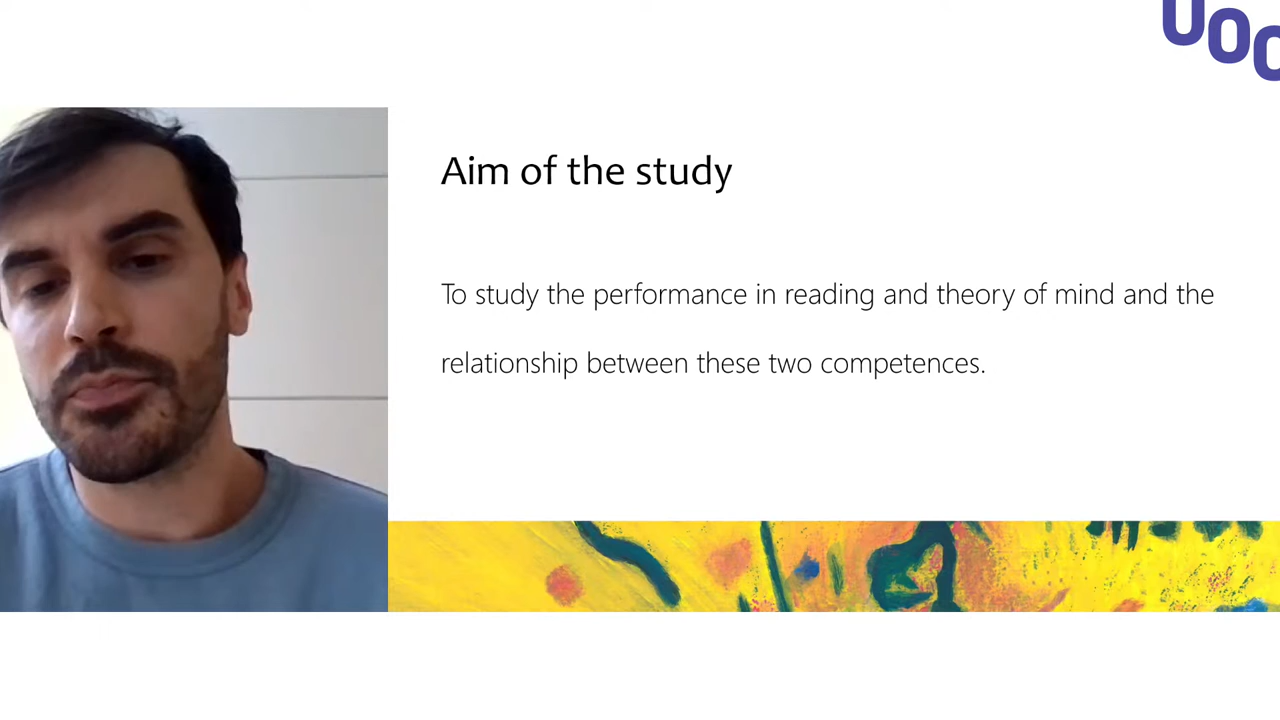 UOC
Aim of the study
To study the performance in reading and theory of mind and the
relationship between these two competences.